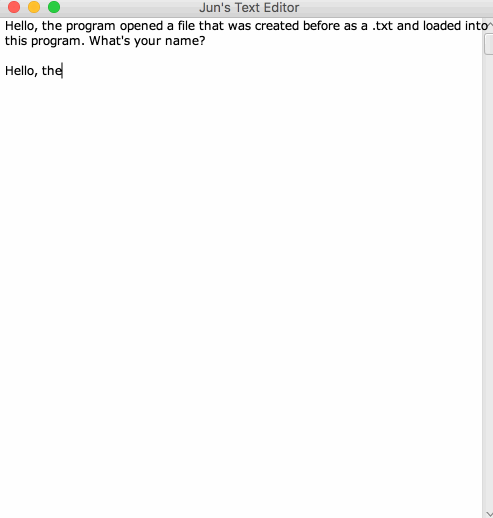 Jun's Text Editor
Hello, the program opened a file that was created before as a .txt and loaded into
this program. What's your name?
Hello, the